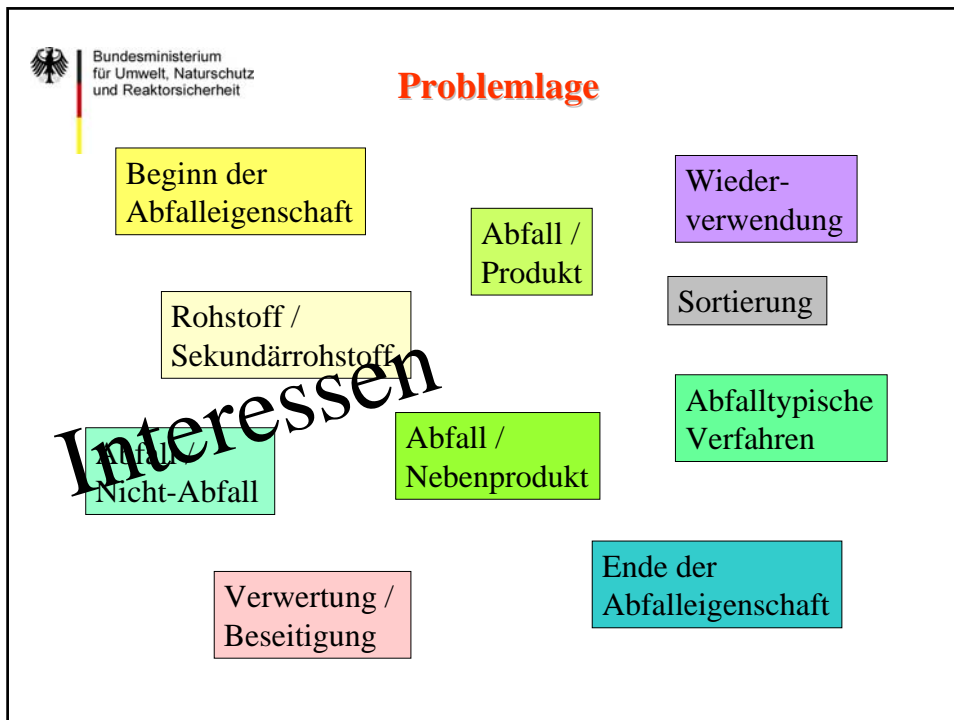 Bundesministerium
für Umwelt, Naturschutz
und Reaktorsicherheit
Problemlage
Beginn der
Abfalleigenschaft
Wieder-
verwendung
Abfall /
Produkt
Sortierung
Rohstoff /
Sekundärrohstoff
Interessen
Abfalltypische
Verfahren
Abfall /
Nicht-Abfall
Abfall /
Nebenprodukt
Ende der
Abfalleigenschaft
Verwertung /
Beseitigung